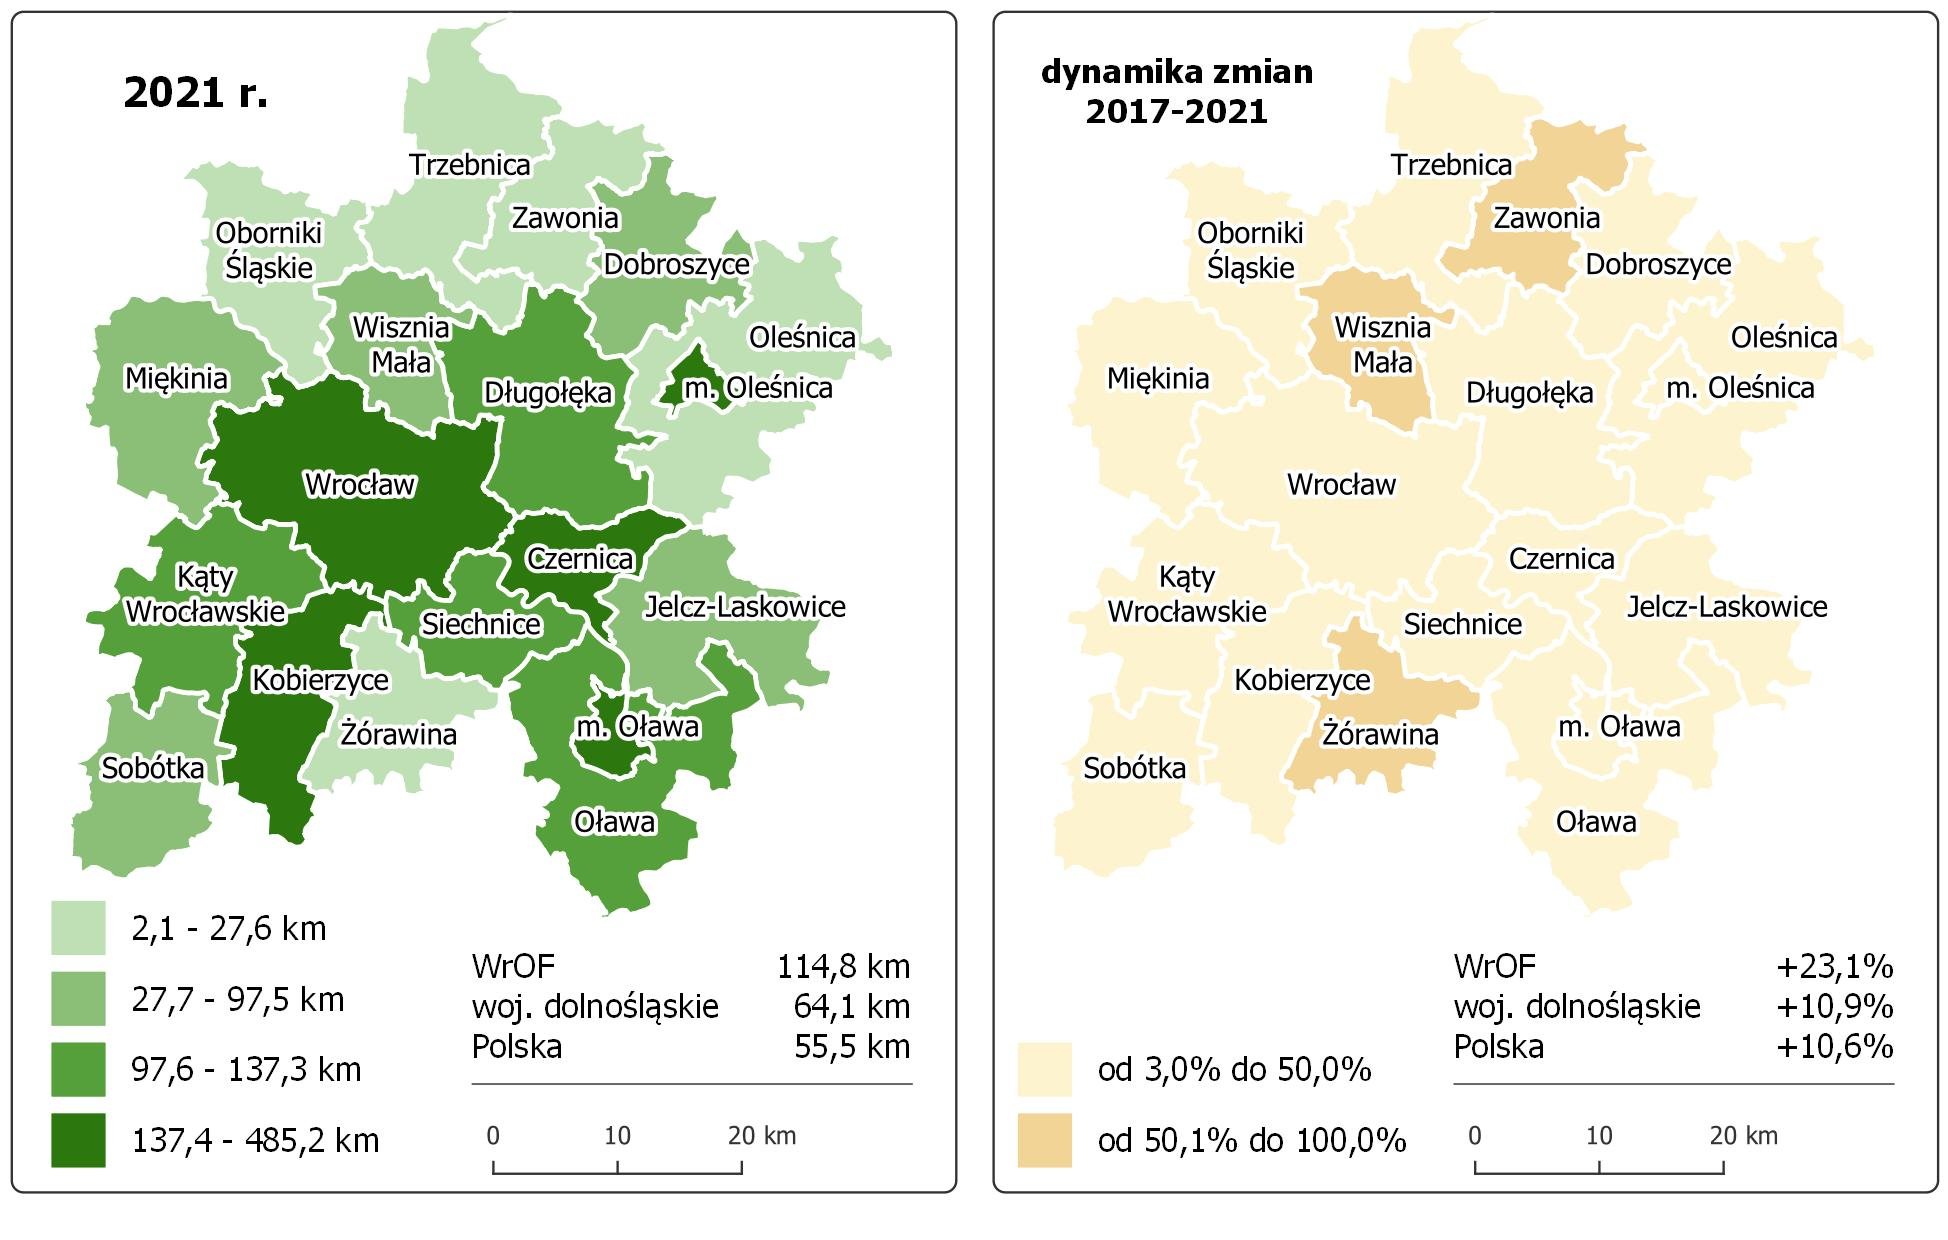 2021 r.
Trzebnica
Zawonia
Oborniki
Śląskie
Dobroszyce
Wisznia
Mała
Oleśnica
Miękinia
m. Oleśnica
Długołęka
Wrocław
Czernica
Kąty
Wrocławskie
Jelcz-Laskowice
Siechnice
Kobierzyce
m. Oława
Żórawina
Sobótka
Oława
2,1 - 27,6 km
27,7 - 97,5 km
97,6 - 137,3 km
137,4 - 485,2 km
WrOF 114,8 km
woj. dolnośląskie 64,1 km
Polska 55,5 km
0 10 20 km
dynamika zmian
2017-2021
Trzebnica
Zawonia
Oborniki
Śląskie
Dobroszyce
Wisznia
Mała
Oleśnica
Miękinia
m. Oleśnica
Długołęka
Wrocław
Czernica
Kąty
Wrocławskie
Jelcz-Laskowice
Siechnice
Kobierzyce
m. Oława
Żórawina
Sobótka
Oława
od 3,0% do 50,0%
od 50,1% do 100,0%
WrOF +23,1%
woj. dolnośląskie +10,9%
Polska +10,6%
0 10 20 km